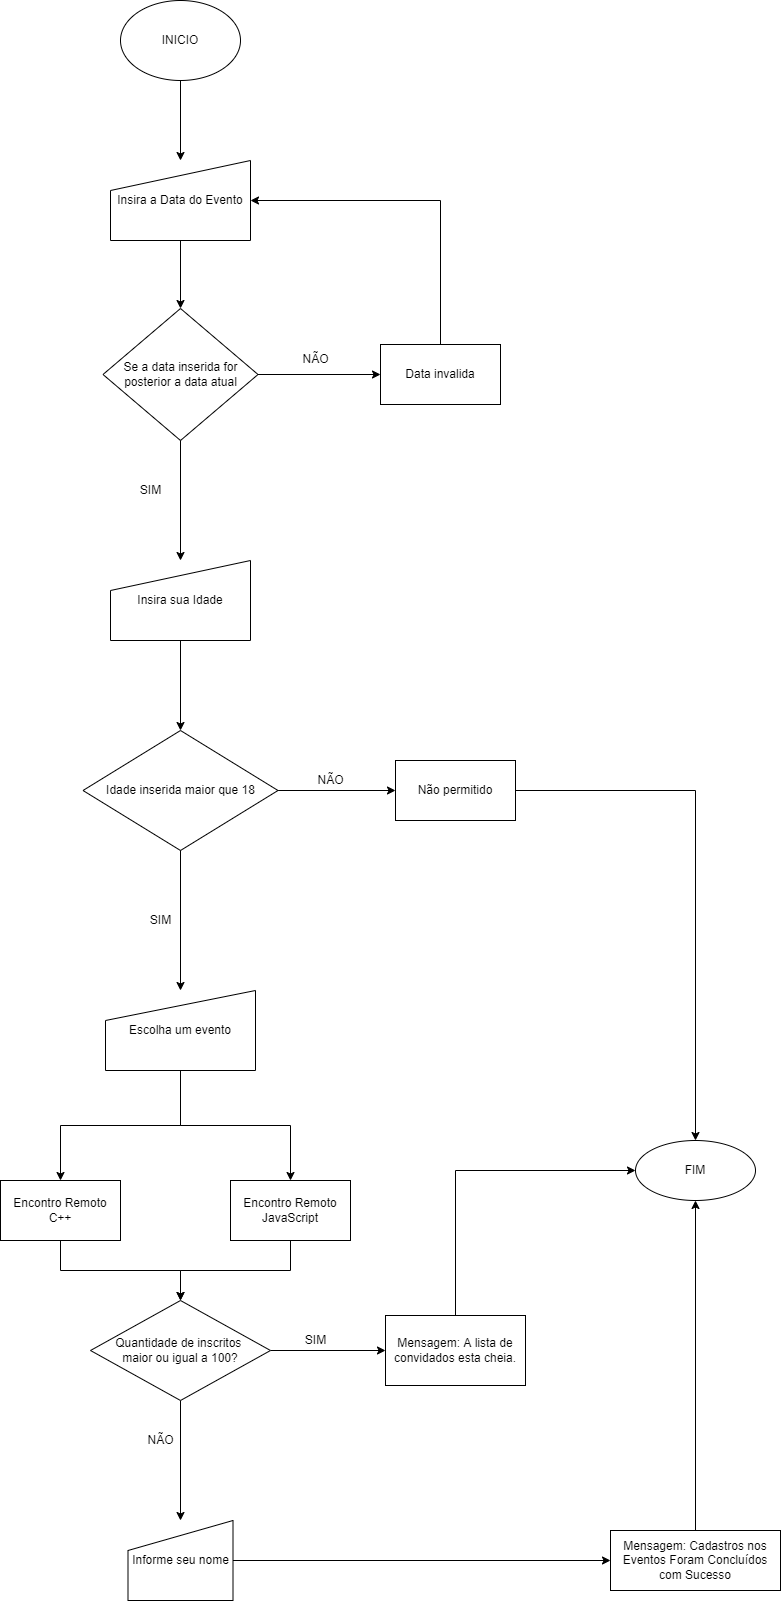 INICIO
Insira a Data do Evento
Se a data inserida for
posterior a data atual
NÃO
Data invalida
SIM
Insira sua Idade
Idade inserida maior que 18
NÃO
Não permitido
SIM
Escolha um evento
Encontro Remoto
C++
Encontro Remoto
JavaScript
FIM
Quantidade de inscritos
maior ou igual a 100?
SIM
Mensagem: A lista de
convidados esta cheia.
NÃO
Informe seu nome
Mensagem: Cadastros nos
Eventos Foram Concluídos
com Sucesso